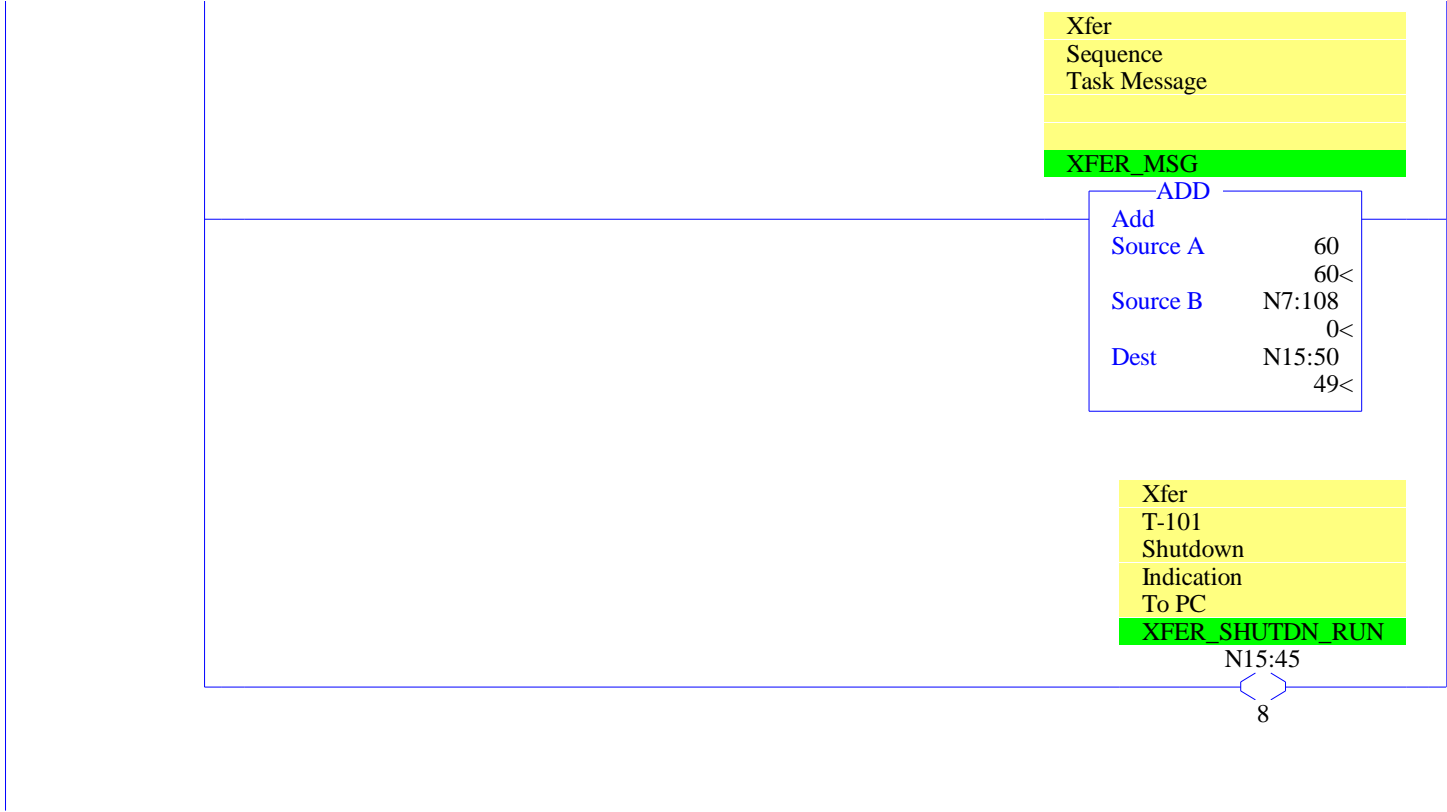 Xfer
Sequence
Task Message
XFER_MSG
ADD
Add
Source A 60
60<
Source B N7:108
0<
Dest N15:50
49<
Xfer
T-101
Shutdown
Indication
To PC
XFER_SHUTDN_RUN
N15:45
8